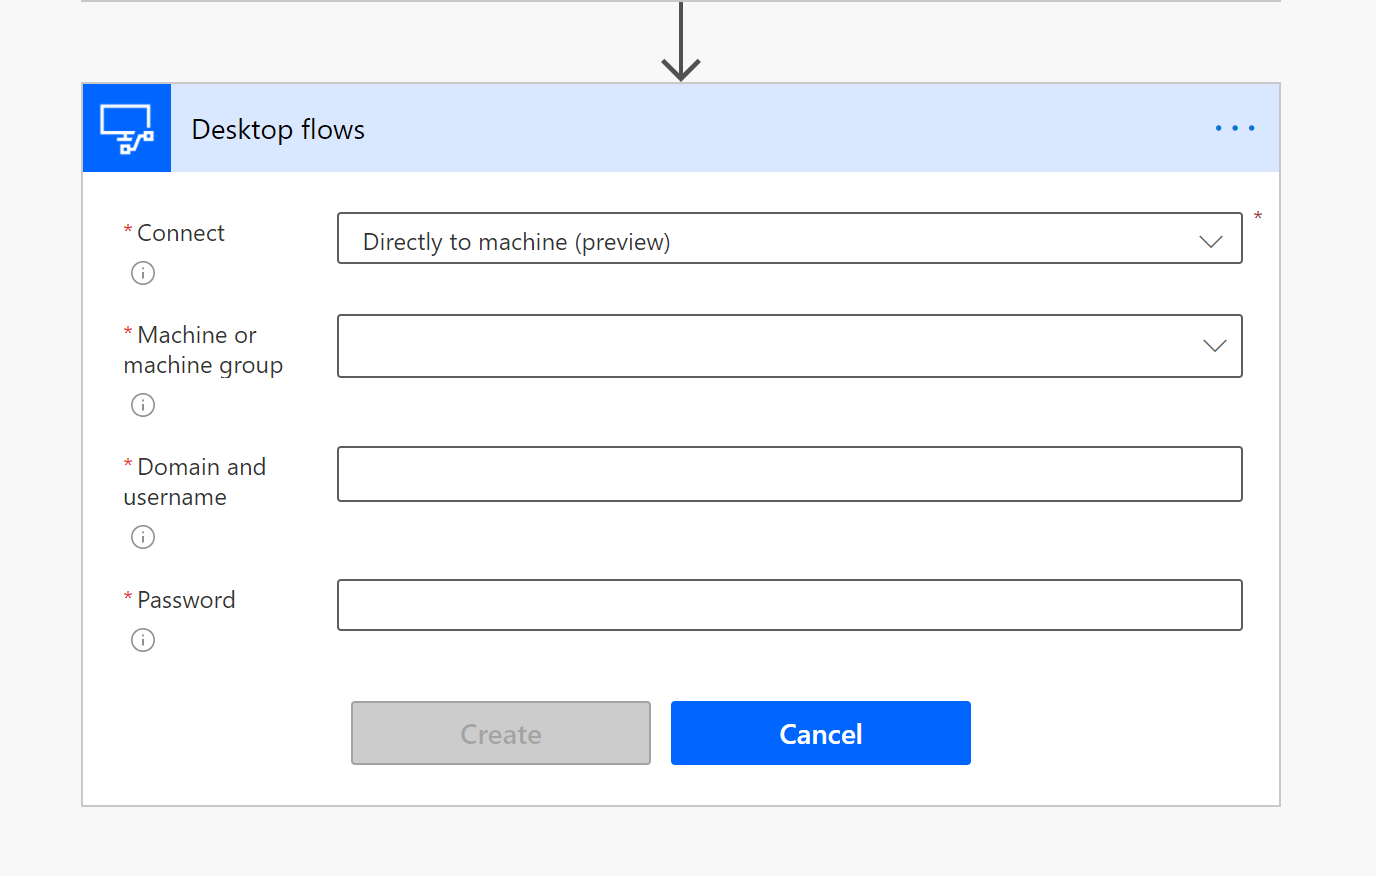 Desktop flows
* Connect
Directly to machine (preview)
*
* Machine or
machine group
* Domain and
username
* Password
Create
Cancel